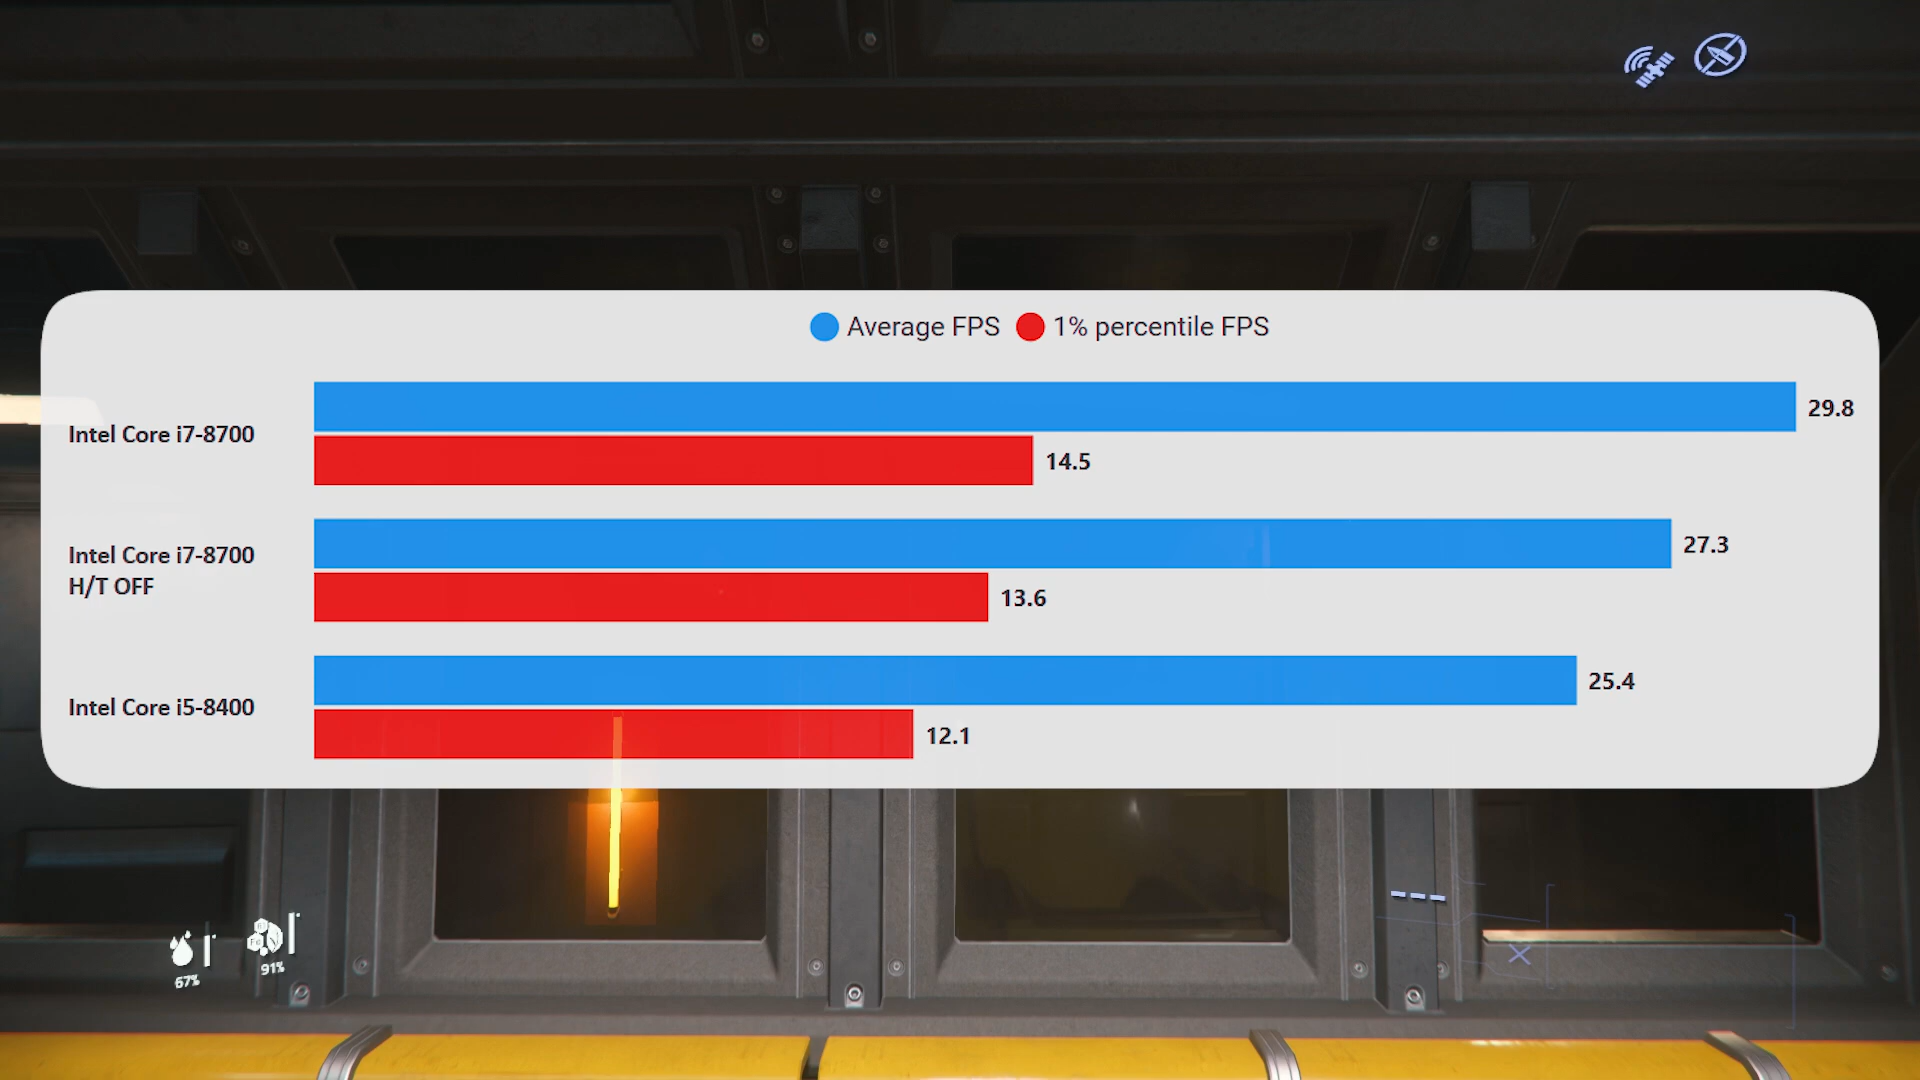 Average FPS 1% percentile FPS
Intel Core i7-8700
29.8
14.5
Intel Core i7-8700
H/T OFF
27.3
13.6
Intel Core i5-8400
25.4
12.1
67%
91%